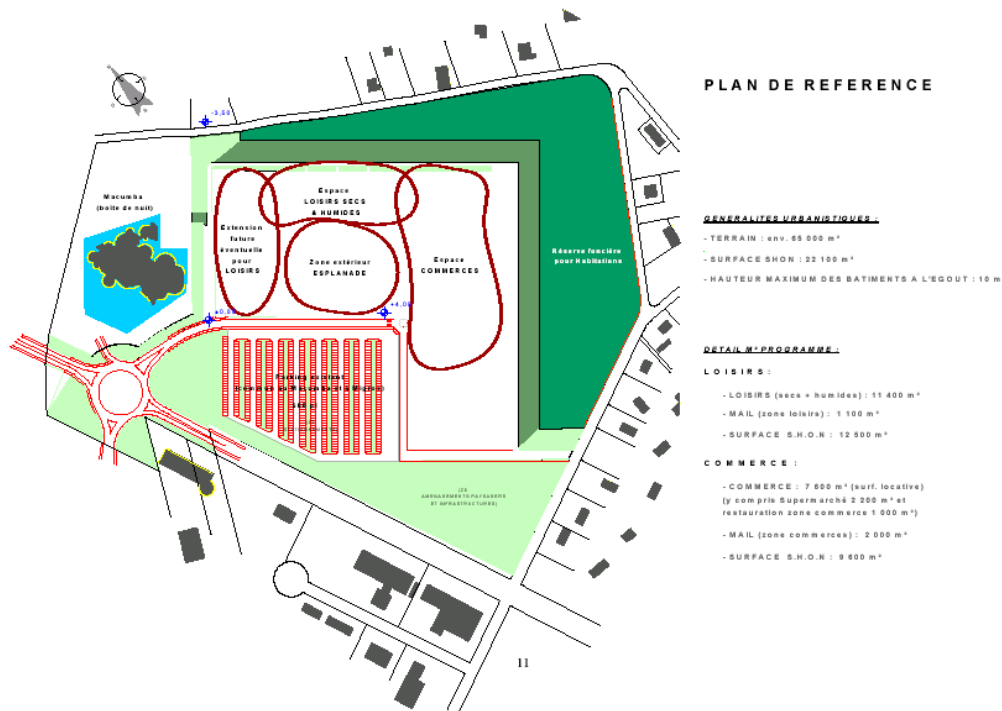 PLAN DE REFERENCE
-3,50
Macumba
(boîte de nuit)
Espace
LOISIRS SECS
& HUMIDES
Extension
future
éventuelle
pour
LOISIRS
Zone extérieur
ESPLANADE
Espace
COMMERCES
Réserve foncière
pour Habitations
GENERALITES URBANISTIQUES :
- TERRAIN : env. 65 000 m²
- SURFACE SHON : 22 100 m²
- HAUTEUR MAXIMUM DES BATIMENTS A L'EGOUT : 10 m
Parking existant
AMENAGEMENTS PAYSAGERS
ET INFRASTRUCTURES)
DETAIL M² PROGRAMME :
LOISIRS :
- LOISIRS (secs + humides) : 11 400 m²
- MAIL (zone loisirs) : 1 100 m²
- SURFACE S.H.O.N : 12 500 m²
COMMERCE :
- COMMERCE : 7 600 m² (surf. locative)
(y compris Supermarché 2 200 m² et
restauration zone commerce 1 000 m²)
- MAIL (zone commerces) : 2 000 m²
- SURFACE S.H.O.N : 9 600 m²
11